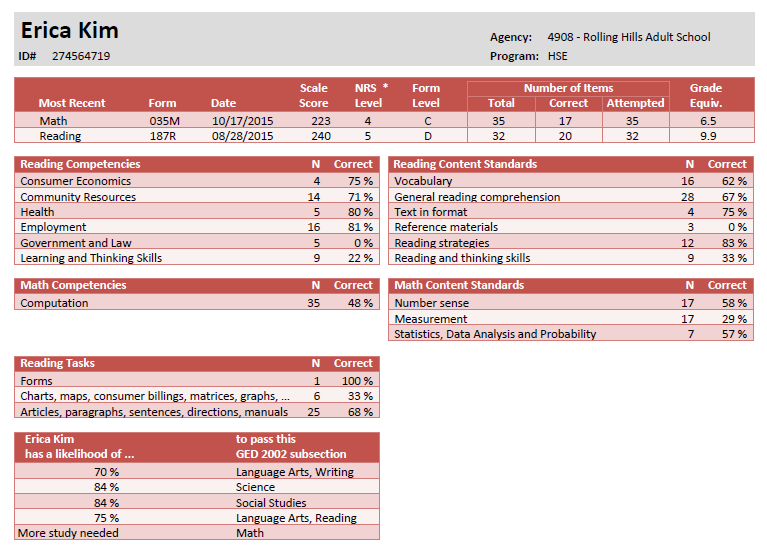 Erica Kim
Agency: 4908 - Rolling Hills Adult School
ID# 274564719 Program: HSE
Scale NRS * Form Number of Items Grade
Most Recent Form Date Score Level Level Total Correct Attempted Equiv.
Math 035M 10/17/2015 223 4 C 35 17 35 6.5
Reading 187R 08/28/2015 240 5 D 32 20 32 9.9
Reading Competencies N Correct
Consumer Economics 4 75 %
Community Resources 14 71 %
Health 5 80 %
Employment 16 81 %
Government and Law 5 0 %
Learning and Thinking Skills 9 22 %
Reading Content Standards N Correct
Vocabulary 16 62 %
General reading comprehension 28 67 %
Text in format 4 75 %
Reference materials 3 0 %
Reading strategies 12 83 %
Reading and thinking skills 9 33 %
Math Competencies N Correct
Computation 35 48 %
Math Content Standards N Correct
Number sense 17 58 %
Measurement 17 29 %
Statistics, Data Analysis and Probability 7 57 %
Reading Tasks N Correct
Forms 1 100 %
Charts, maps, consumer billings, matrices, graphs, ... 6 33 %
Articles, paragraphs, sentences, directions, manuals 25 68 %
Erica Kim to pass this
has a likelihood of ... GED 2002 subsection
70 % Language Arts, Writing
84 % Science
84 % Social Studies
75 % Language Arts, Reading
More study needed Math